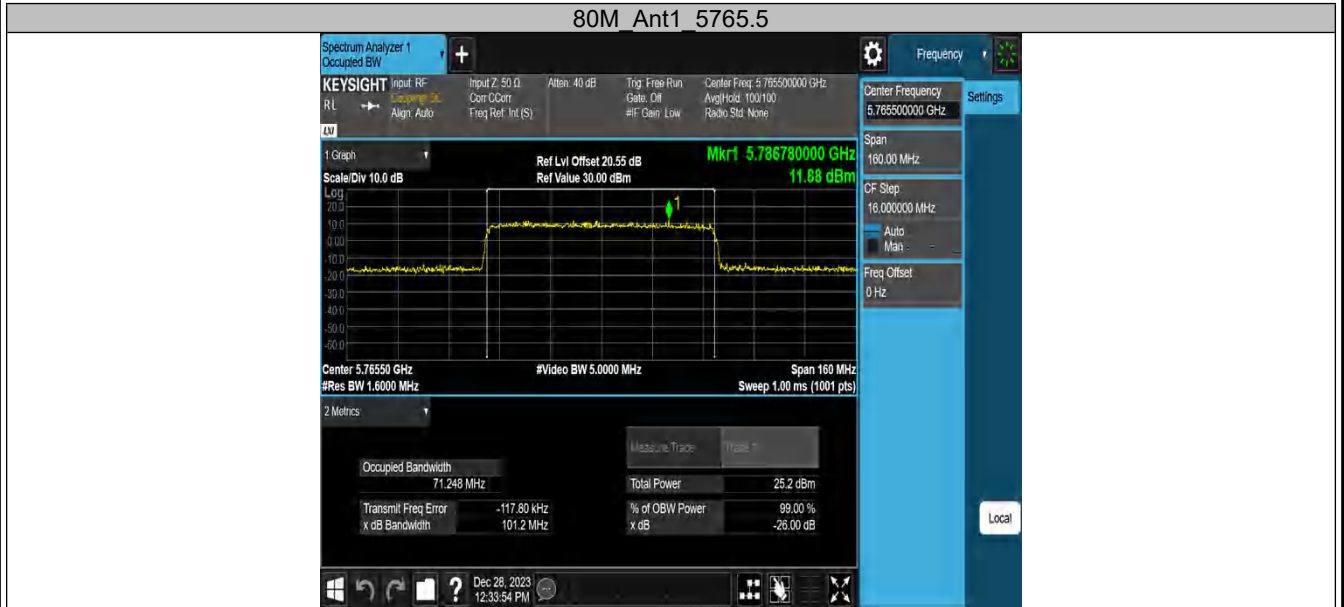 80M_Ant1_5765.5
Spectrum Analyzer 1
Occupied BW
Frequency
KEYSIGHT
RL
LXI
Input: RF
Align: Auto
Input Z: 50 Ω
Corr CCorr
Freq Ref: Int (S)
Atten: 40 dB
Trig: Free Run
Gate: Off
#IF Gain: Low
Center Freq: 5.765500000 GHz
Avg|Hold: 100/100
Radio Std: None
Center Frequency
5.765500000 GHz
Settings
Span
160.00 MHz
CF Step
16.000000 MHz
Auto
Man
Freq Offset
0 Hz
1 Graph
Scale/Div 10.0 dB
Ref Lvl Offset 20.55 dB
Ref Value 30.00 dBm
Mkr1 5.786780000 GHz
11.88 dBm
Log
20.0
10.0
0.00
-10.0
-20.0
-30.0
-40.0
-50.0
-60.0
1
Center 5.76550 GHz
#Res BW 1.6000 MHz
#Video BW 5.0000 MHz
Span 160 MHz
Sweep 1.00 ms (1001 pts)
2 Metrics
Measure Trace
Trace 1
Occupied Bandwidth
71.248 MHz
Total Power
25.2 dBm
Transmit Freq Error
-117.80 kHz
% of OBW Power
99.00 %
x dB Bandwidth
101.2 MHz
x dB
-26.00 dB
Local
Dec 28, 2023
12:33:54 PM